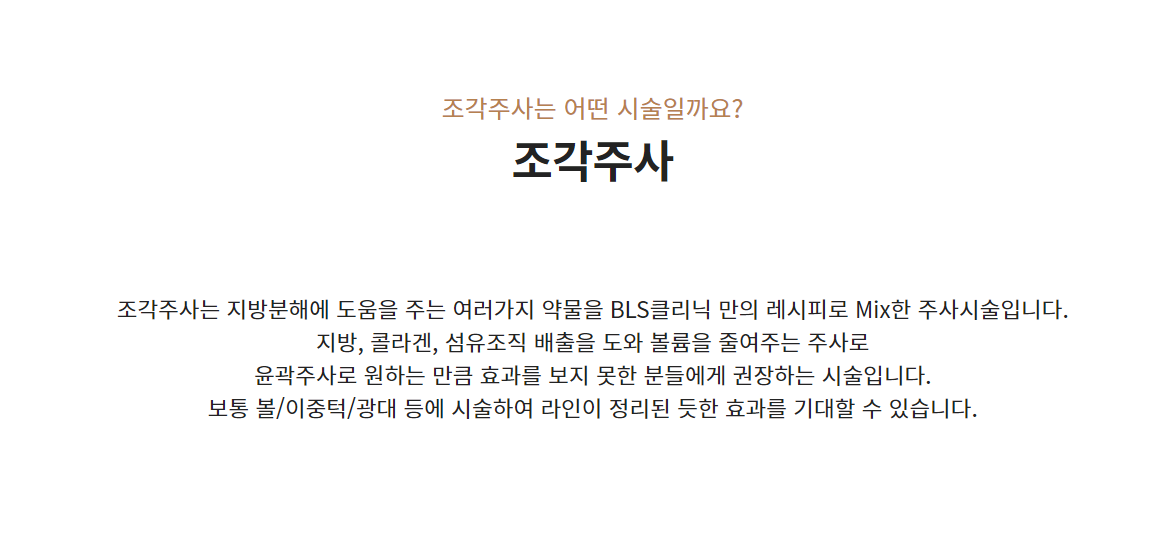 조각주사는 어떤 시술일까요?
조각주사
조각주사는 지방분해에 도움을 주는 여러가지 약물을 BLS클리닉 만의 레시피로 Mix한 주사시술입니다.
지방, 콜라겐, 섬유조직 배출을 도와 볼륨을 줄여주는 주사로
윤곽주사로 원하는 만큼 효과를 보지 못한 분들에게 권장하는 시술입니다.
보통 볼/이중턱/광대 등에 시술하여 라인이 정리된 듯한 효과를 기대할 수 있습니다.